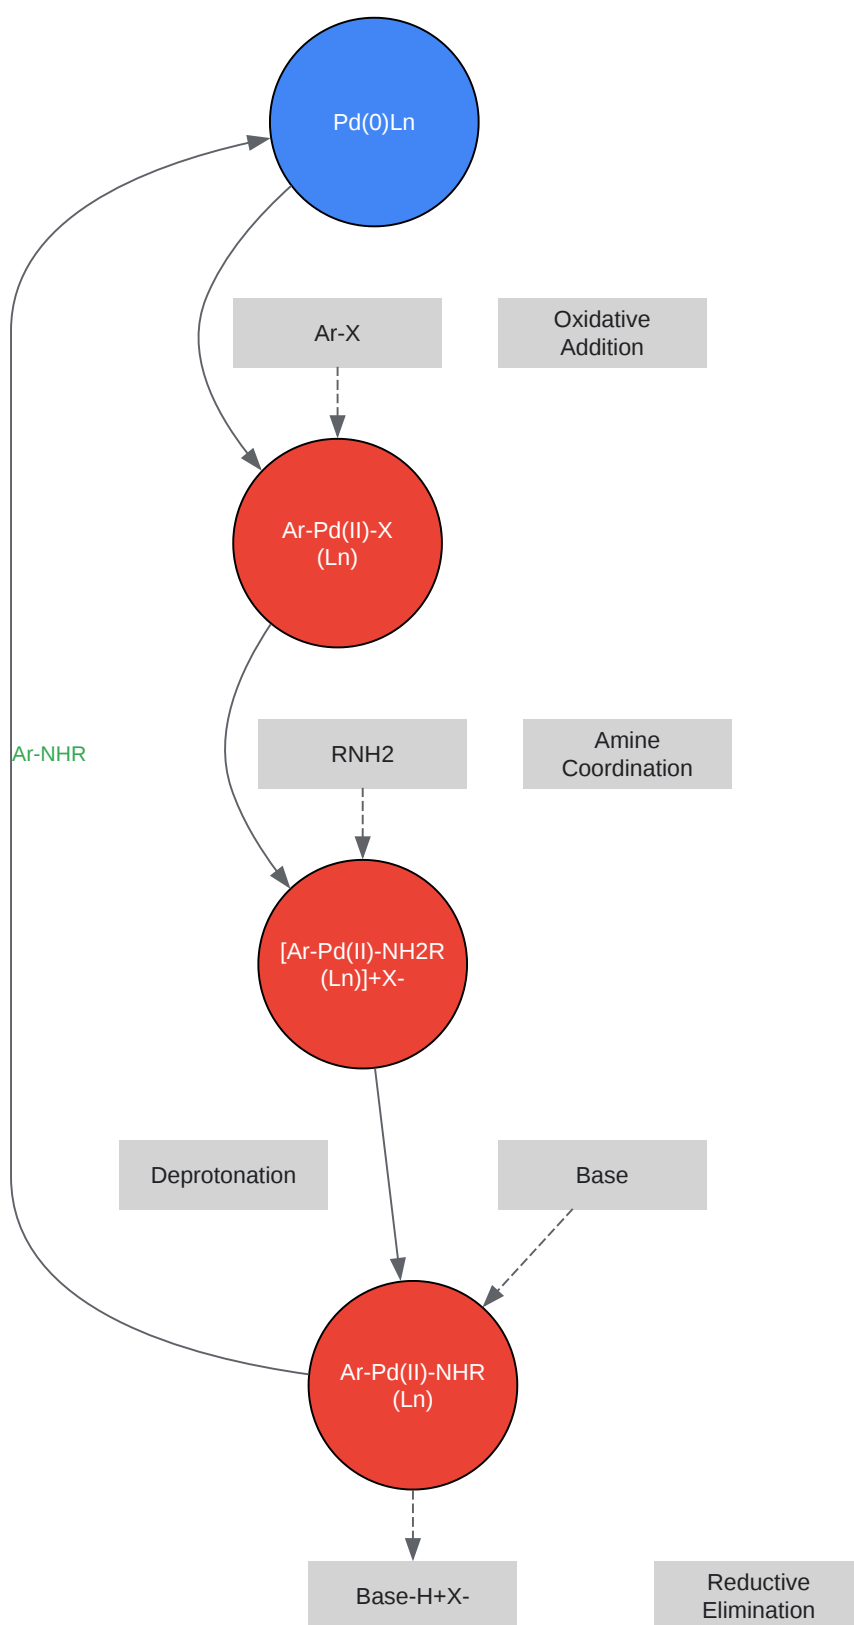 Pd(0)Ln
Ar-X
Oxidative
Addition
Ar-Pd(II)-X
(Ln)
RNH2
Amine
Coordination
Ar-NHR
[Ar-Pd(II)-NH2R
(Ln)]+X-
Deprotonation
Base
Ar-Pd(II)-NHR
(Ln)
Base-H+X-
Reductive
Elimination